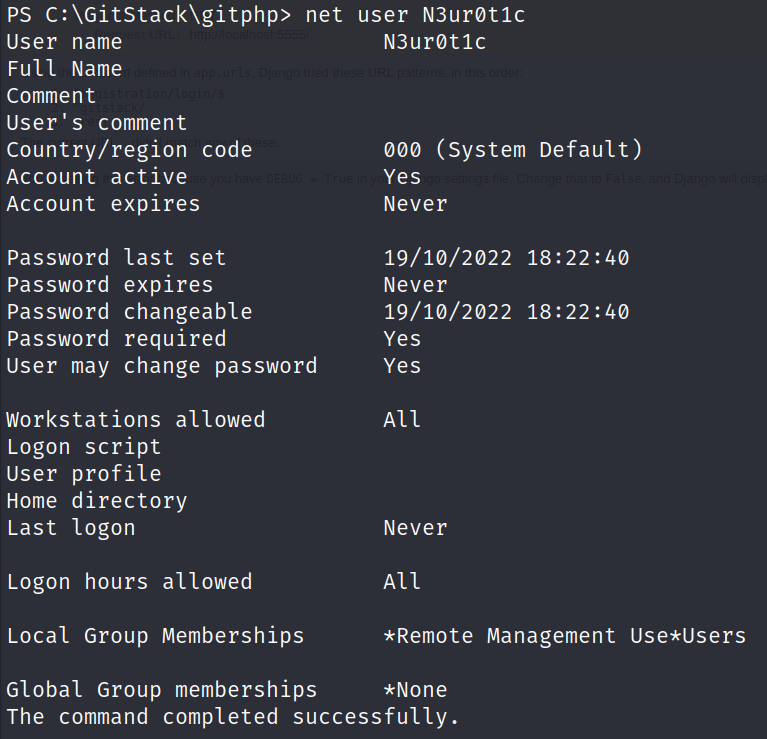 PS C:\GitStack\gitphp> net user N3ur0t1c
User name                    N3ur0t1c
Full Name
Comment
User's comment
Country/region code          000 (System Default)
Account active               Yes
Account expires              Never
Password last set            19/10/2022 18:22:40
Password expires             Never
Password changeable          19/10/2022 18:22:40
Password required            Yes
User may change password     Yes
Workstations allowed         All
Logon script
User profile
Home directory
Last logon                   Never
Logon hours allowed          All
Local Group Memberships      *Remote Management Use*Users
Global Group memberships     *None
The command completed successfully.